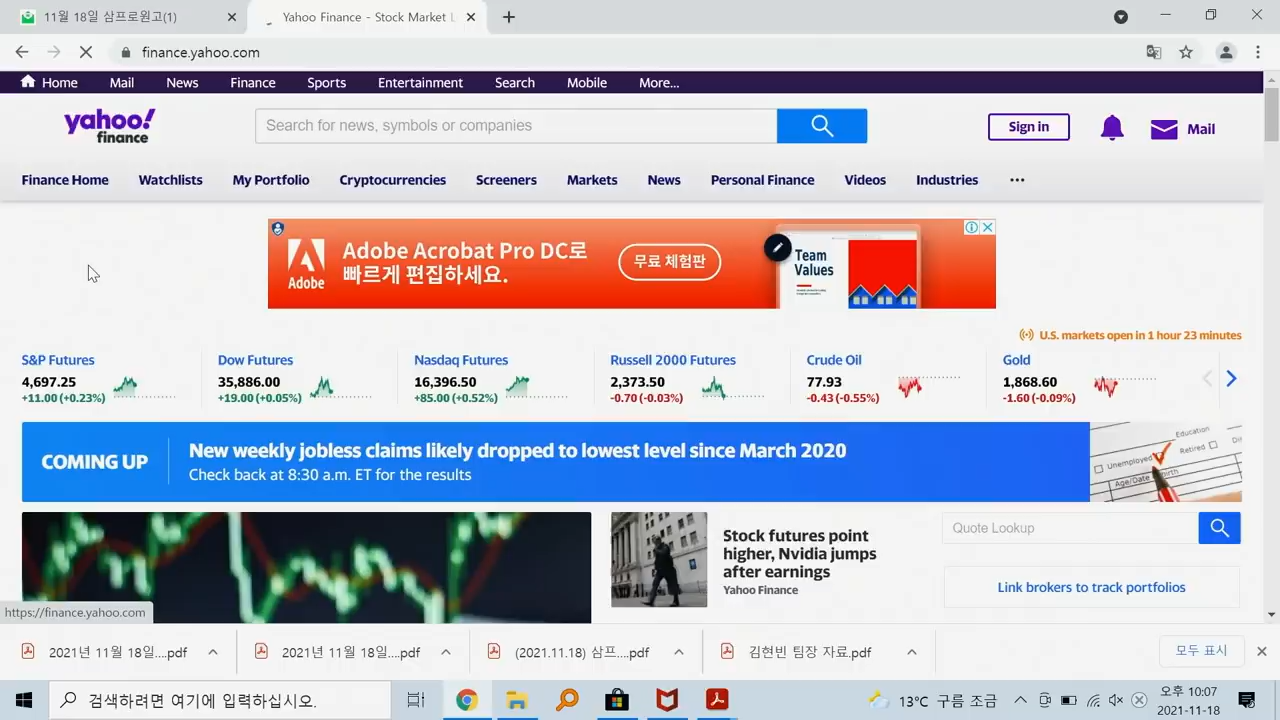 11월 18일 삼프로원고(1)
Yahoo Finance - Stock Market L
finance.yahoo.com
Home Mail News Finance Sports Entertainment Search Mobile More...
yahoo!
finance
Search for news, symbols or companies
Sign in
Mail
Finance Home Watchlists My Portfolio Cryptocurrencies Screeners Markets News Personal Finance Videos Industries ...
Adobe
Adobe Acrobat Pro DC로
빠르게 편집하세요.
무료 체험판
Team
Values
U.S. markets open in 1 hour 23 minutes
S&P Futures
4,697.25
+11.00 (+0.23%)
Dow Futures
35,886.00
+19.00 (+0.05%)
Nasdaq Futures
16,396.50
+85.00 (+0.52%)
Russell 2000 Futures
2,373.50
-0.70 (-0.03%)
Crude Oil
77.93
-0.43 (-0.55%)
Gold
1,868.60
-1.60 (-0.09%)
COMING UP
New weekly jobless claims likely dropped to lowest level since March 2020
Check back at 8:30 a.m. ET for the results
Education
Retired
Unemployed
Age/Date
Birth
Stock futures point
higher, Nvidia jumps
after earnings
Yahoo Finance
Quote Lookup
Link brokers to track portfolios
https://finance.yahoo.com
2021년 11월 18일....pdf
2021년 11월 18일....pdf
(2021.11.18) 삼프....pdf
김현빈 팀장 자료.pdf
모두 표시
검색하려면 여기에 입력하십시오.
13°C 구름 조금
오후 10:07
2021-11-18